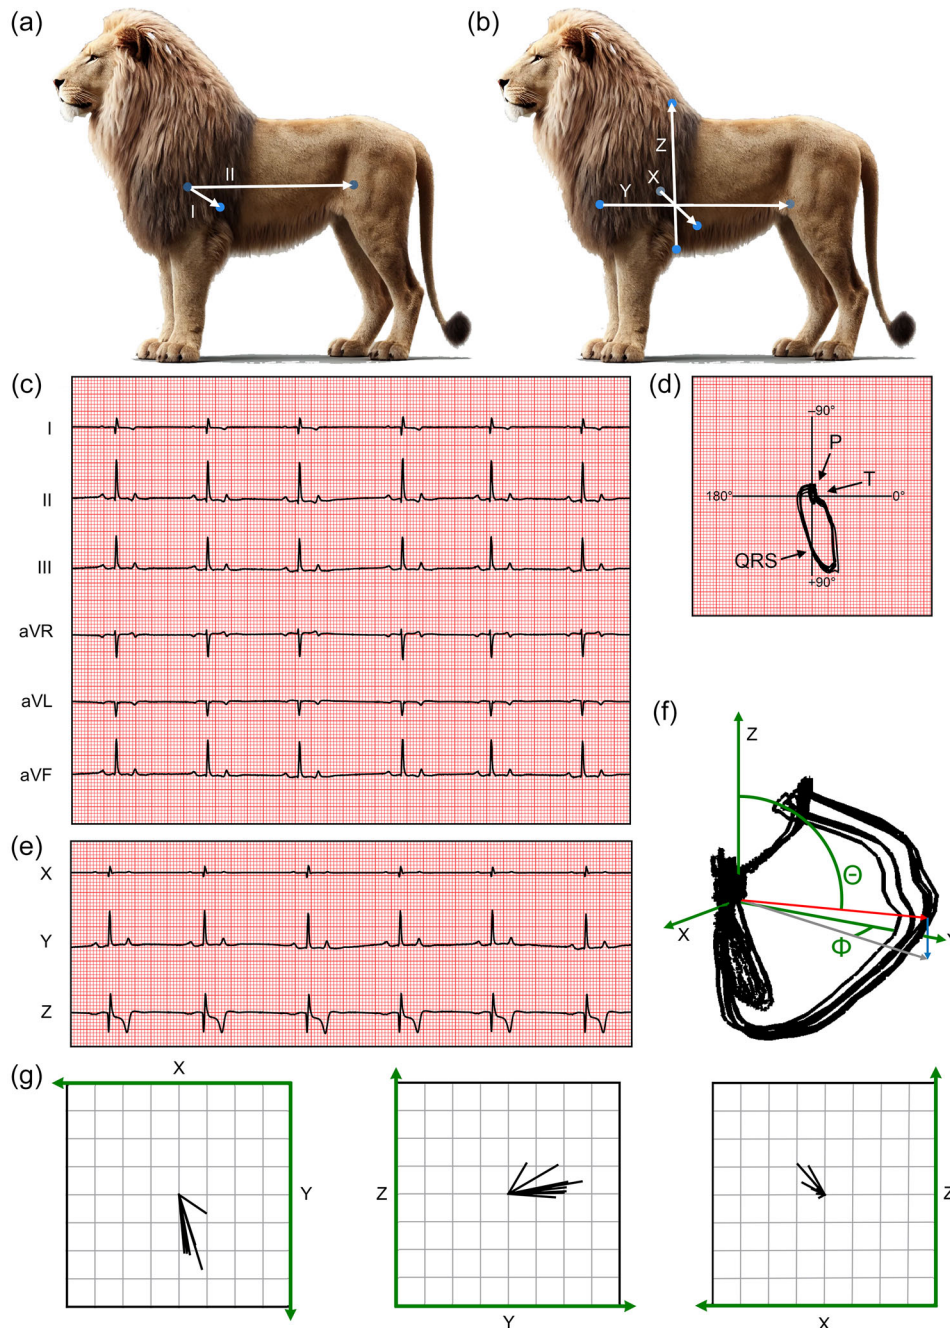 (a)
(b)
II
I
Z
X
Y
(c)
I
II
III
aVR
aVL
aVF
(d)
–90°
P
T
180°
0°
QRS
+90°
(e)
X
Y
Z
(f)
Z
Θ
X
Φ
Y
(g)
X
Y
Z
Y
Z
X